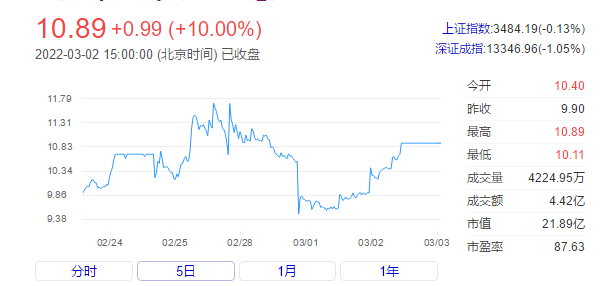 10.89 +0.99 (+10.00%)
2022-03-02 15:00:00 (北京时间) 已收盘
上证指数:3484.19(-0.13%)
深证成指:13346.96(-1.05%)
11.79
11.31
10.83
10.34
9.86
9.38
02/24 02/25 02/28 03/01 03/02 03/03
分时 5日 1月 1年
今开 10.40
昨收 9.90
最高 10.89
最低 10.11
成交量 4224.95万
成交额 4.42亿
市值 21.89亿
市盈率 87.63